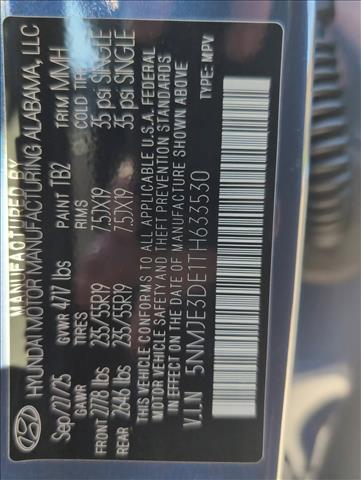 MANUFACTURED BY
HYUNDAI MOTOR MANUFACTURING ALABAMA, LLC
Sep/27/25 GVWR 4777 lbs PAINT TB2 TRIM MMH
GAWR TIRES RIMS COLD TIRE
FRONT 2778 lbs 235/55R19 7.5JX19 35 psi SINGLE
REAR 2646 lbs 235/55R19 7.5JX19 35 psi SINGLE
THIS VEHICLE CONFORMS TO ALL APPLICABLE U.S.A. FEDERAL
MOTOR VEHICLE SAFETY AND THEFT PREVENTION STANDARDS
IN EFFECT ON THE DATE OF MANUFACTURE SHOWN ABOVE
V.I.N 5NMJE3DE1TH633530 TYPE: MPV